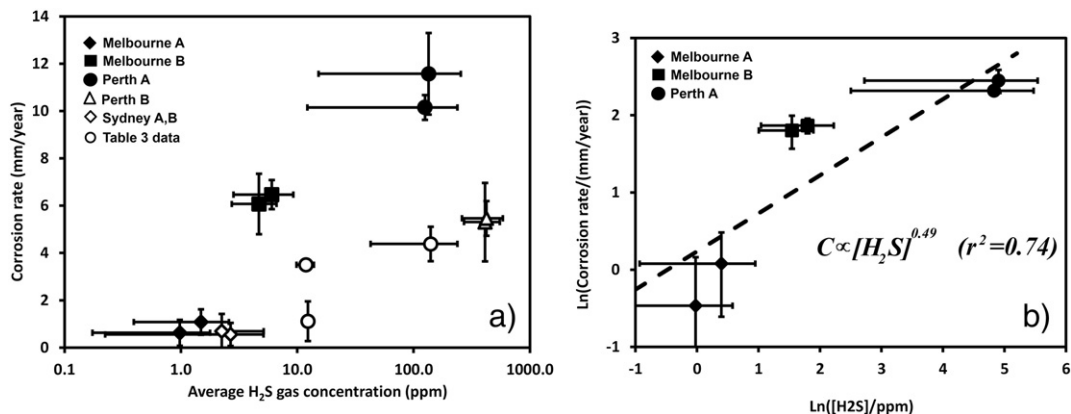 14
12
10
8
6
4
2
0
Corrosion rate (mm/year)
Melbourne A
Melbourne B
Perth A
Perth B
Sydney A,B
Table 3 data
a)
0.1
1.0
10.0
100.0
1000.0
Average H₂S gas concentration (ppm)
3
2
1
0
-1
Ln(Corrosion rate/(mm/year))
Melbourne A
Melbourne B
Perth A
C∝[H₂S]^0.49 (r²=0.74)
b)
-1
0
1
2
3
4
5
6
Ln([H2S]/ppm)